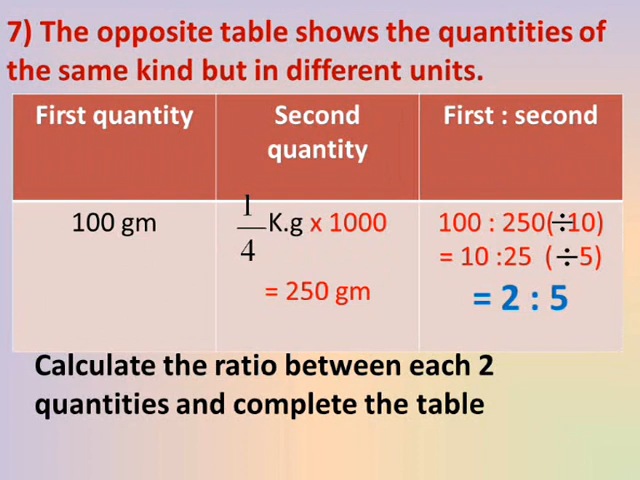 7) The opposite table shows the quantities of
the same kind but in different units.
First quantity Second quantity First : second
100 gm 1/4 K.g x 1000 100 : 250(÷10)
= 10 :25 (÷5)
= 250 gm = 2 : 5
Calculate the ratio between each 2
quantities and complete the table